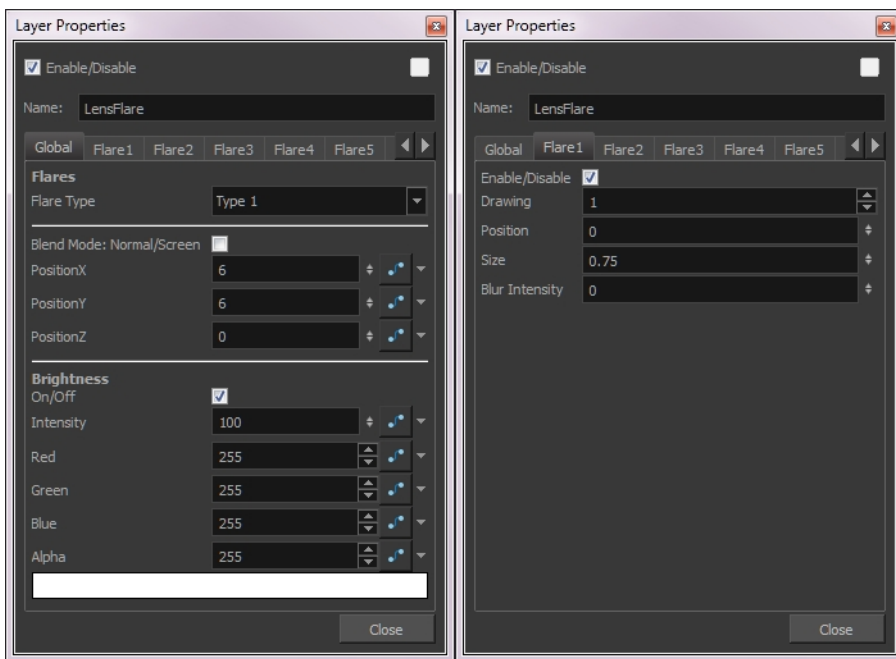 Layer Properties
Enable/Disable
Name: LensFlare
Global Flare1 Flare2 Flare3 Flare4 Flare5
Flares
Flare Type Type 1
Blend Mode: Normal/Screen
PositionX 6
PositionY 6
PositionZ 0
Brightness
On/Off
Intensity 100
Red 255
Green 255
Blue 255
Alpha 255
Close
Layer Properties
Enable/Disable
Name: LensFlare
Global Flare1 Flare2 Flare3 Flare4 Flare5
Enable/Disable
Drawing 1
Position 0
Size 0.75
Blur Intensity 0
Close